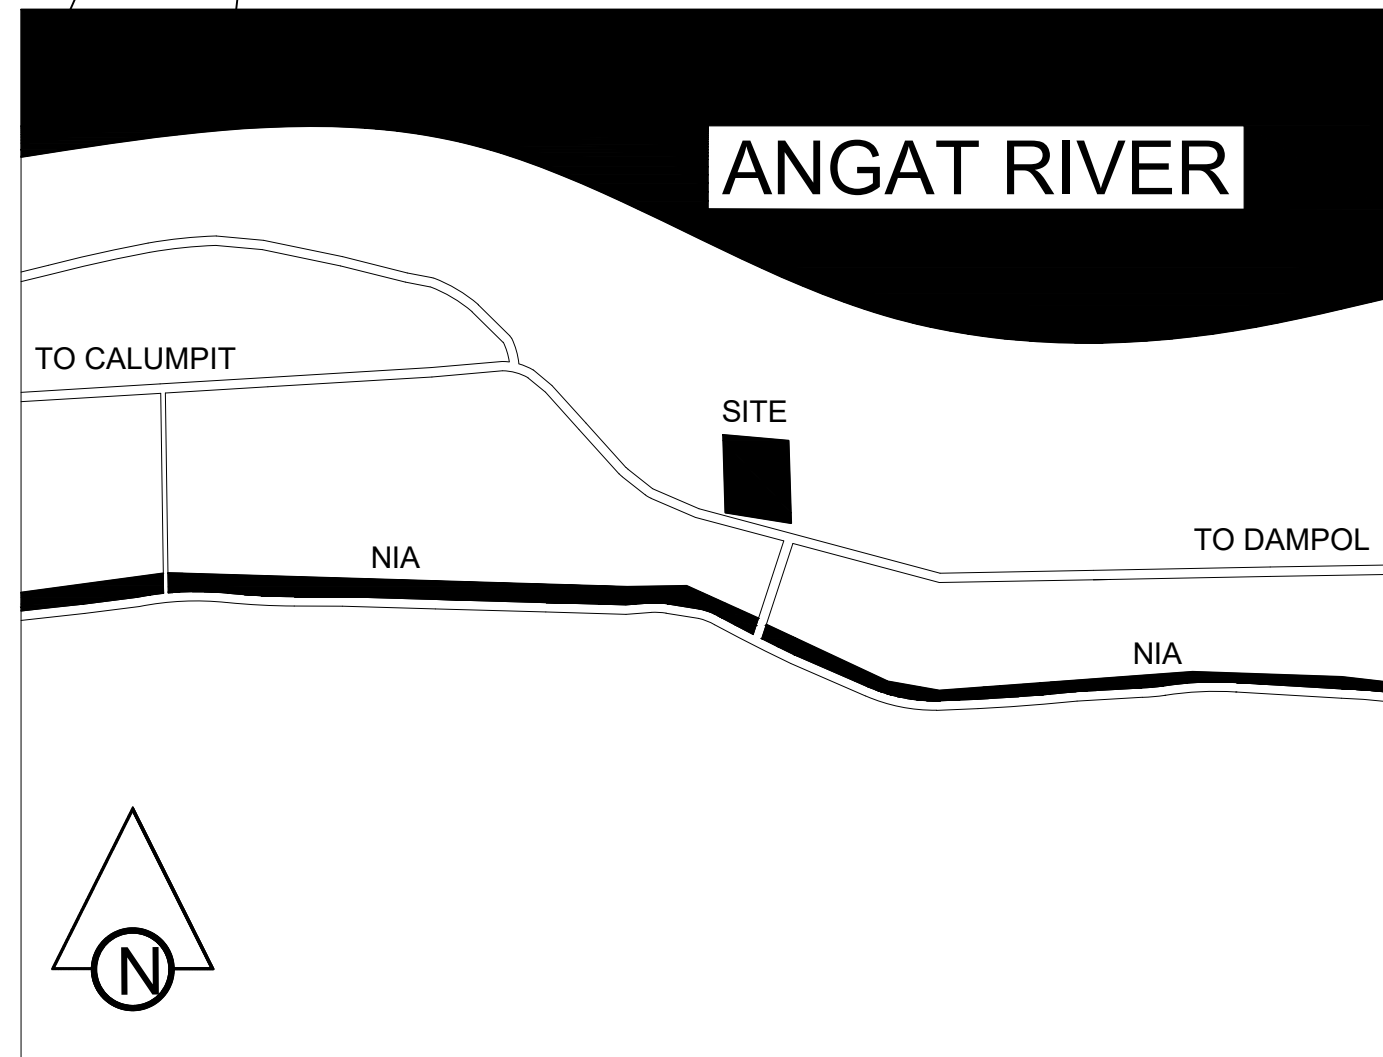 ANGAT RIVER
TO CALUMPIT
SITE
TO DAMPOL
NIA
NIA
N